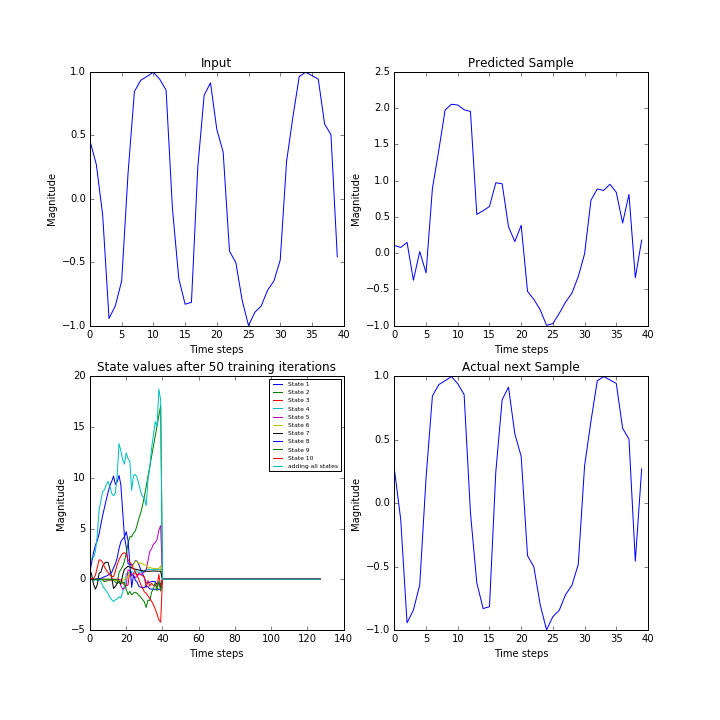 Input
1.0
0.5
0.0
−0.5
−1.0
Magnitude
0 5 10 15 20 25 30 35 40
Time steps
Predicted Sample
2.5
2.0
1.5
1.0
0.5
0.0
−0.5
−1.0
Magnitude
0 5 10 15 20 25 30 35 40
Time steps
State values after 50 training iterations
20
15
10
5
0
−5
Magnitude
0 20 40 60 80 100 120 140
Time steps
State 1
State 2
State 3
State 4
State 5
State 6
State 7
State 8
State 9
State 10
adding all states
Actual next Sample
1.0
0.5
0.0
−0.5
−1.0
Magnitude
0 5 10 15 20 25 30 35 40
Time steps